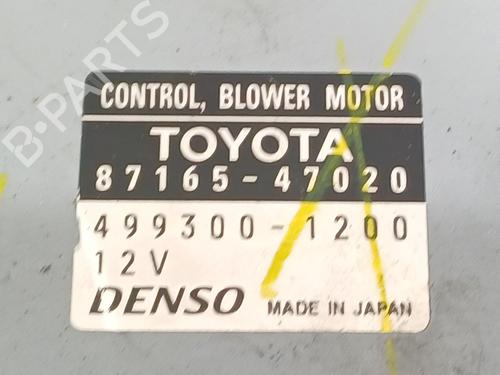 B-PARTS
CONTROL, BLOWER MOTOR
TOYOTA
87165-47020
499300-1200
12V
DENSO MADE IN JAPAN